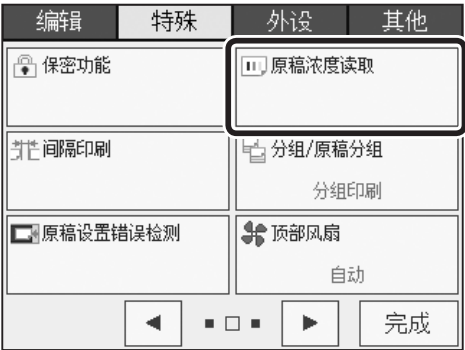 编辑 特殊 外设 其他
保密功能 原稿浓度读取
间隔印刷 分组/原稿分组
分组印刷
原稿设置错误检测 顶部风扇
自动
完成